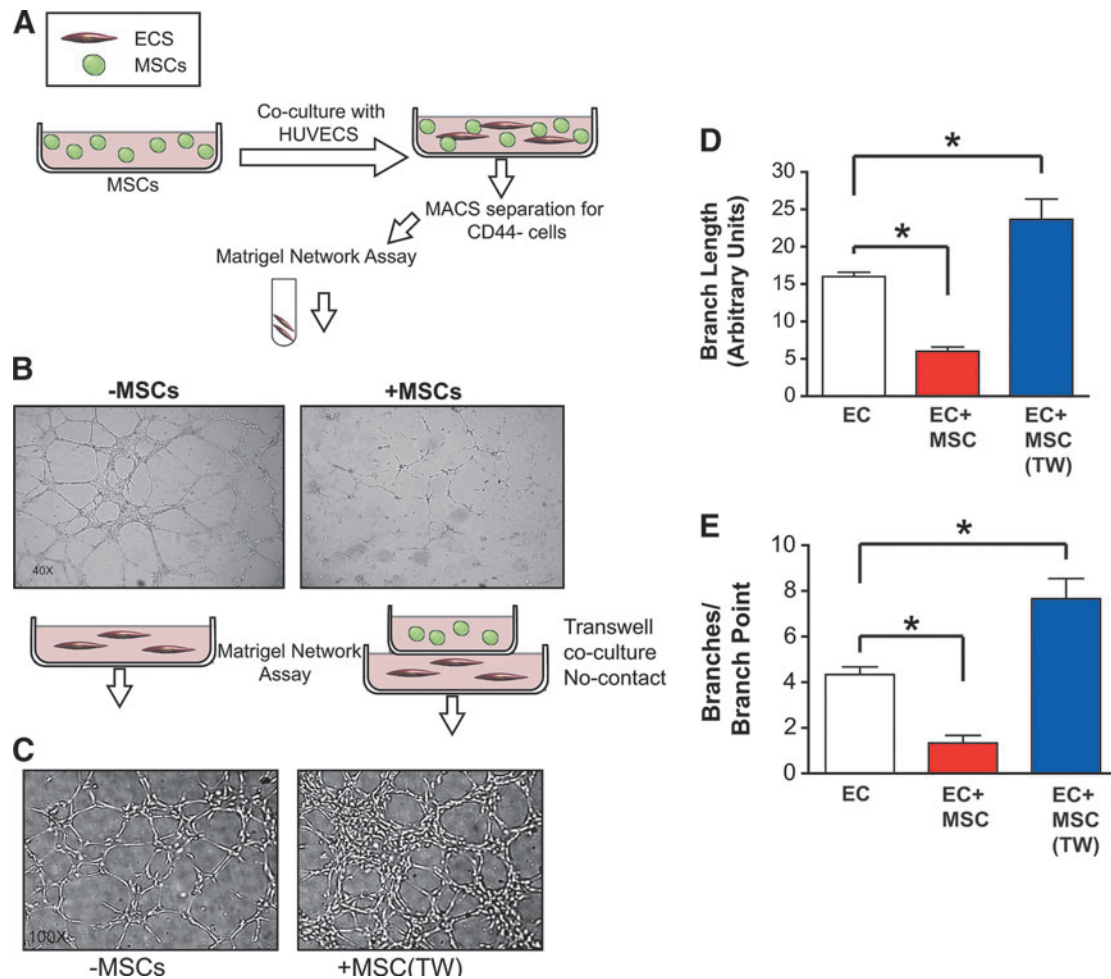 A
ECS
MSCs
Co-culture with
HUVECS
MSCs
MACS separation for
CD44- cells
Matrigel Network Assay
B
-MSCs
+MSCs
40X
Matrigel Network
Assay
Transwell
co-culture
No-contact
C
100X
-MSCs
+MSC(TW)
D
Branch Length
(Arbitrary Units)
30
25
20
15
10
5
0
*
*
EC
EC+
MSC
EC+
MSC
(TW)
E
Branches/
Branch Point
10
8
6
4
2
0
*
*
EC
EC+
MSC
EC+
MSC
(TW)